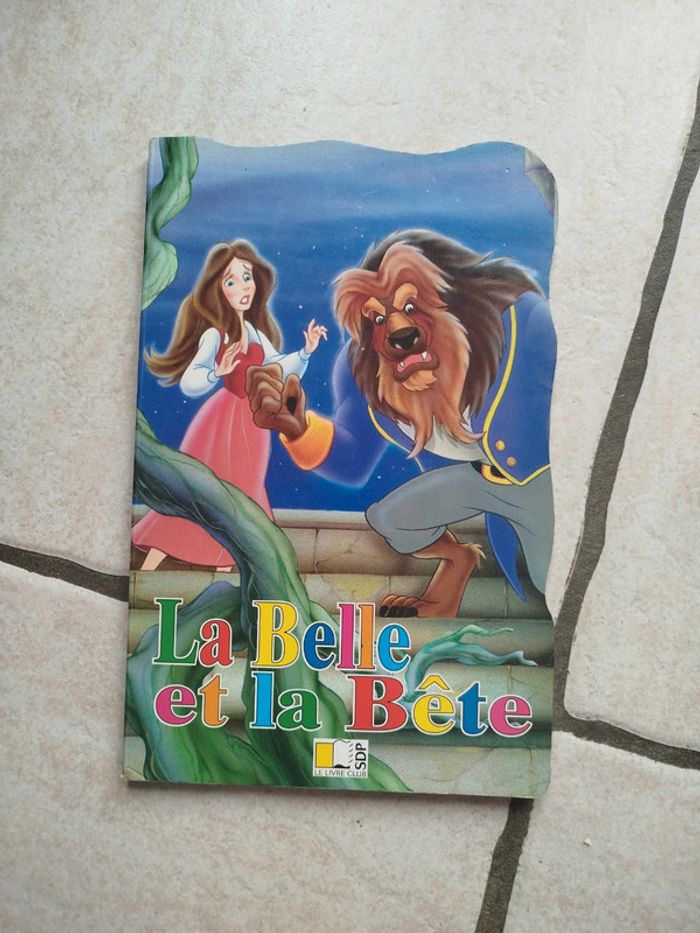 La Belle
et la Bête
LE LIVRE CLUB
SDP